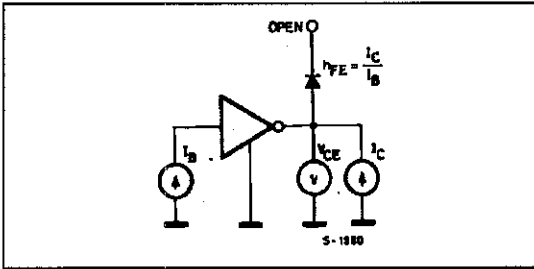 OPEN
hFE = IC
IB
IB
VCE
IC
V
S-1980